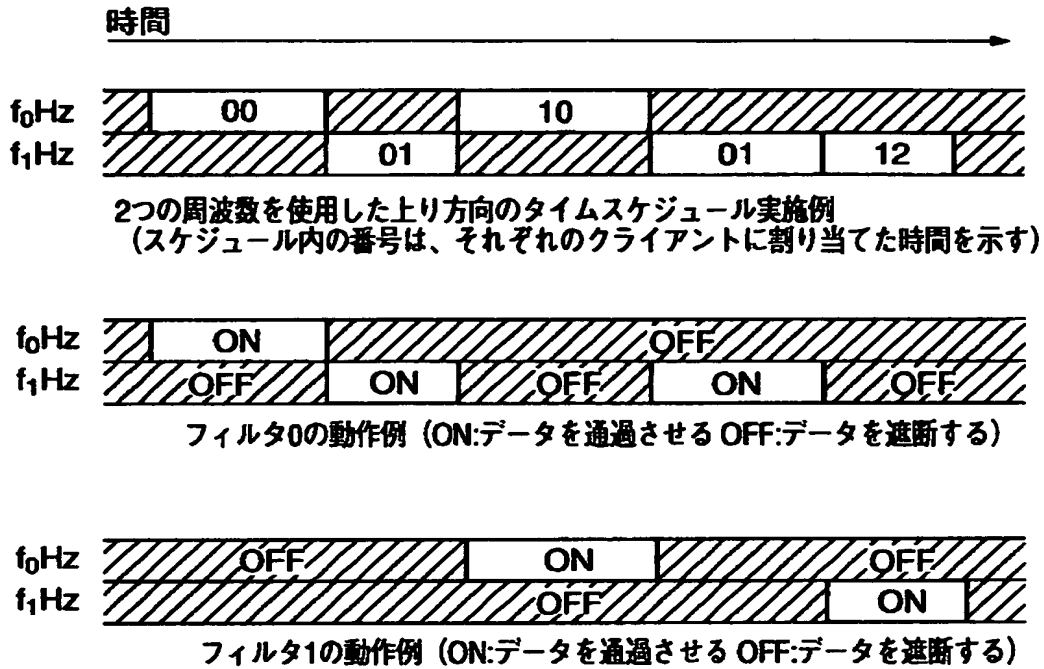 時間
f₀Hz 00 10
f₁Hz 01 01 12
2つの周波数を使用した上り方向のタイムスケジュール実施例
(スケジュール内の番号は、それぞれのクライアントに割り当てた時間を示す)
f₀Hz ON OFF
f₁Hz OFF ON OFF ON OFF
フィルタ0の動作例 (ON:データを通過させる OFF:データを遮断する)
f₀Hz OFF ON OFF
f₁Hz OFF ON
フィルタ1の動作例 (ON:データを通過させる OFF:データを遮断する)